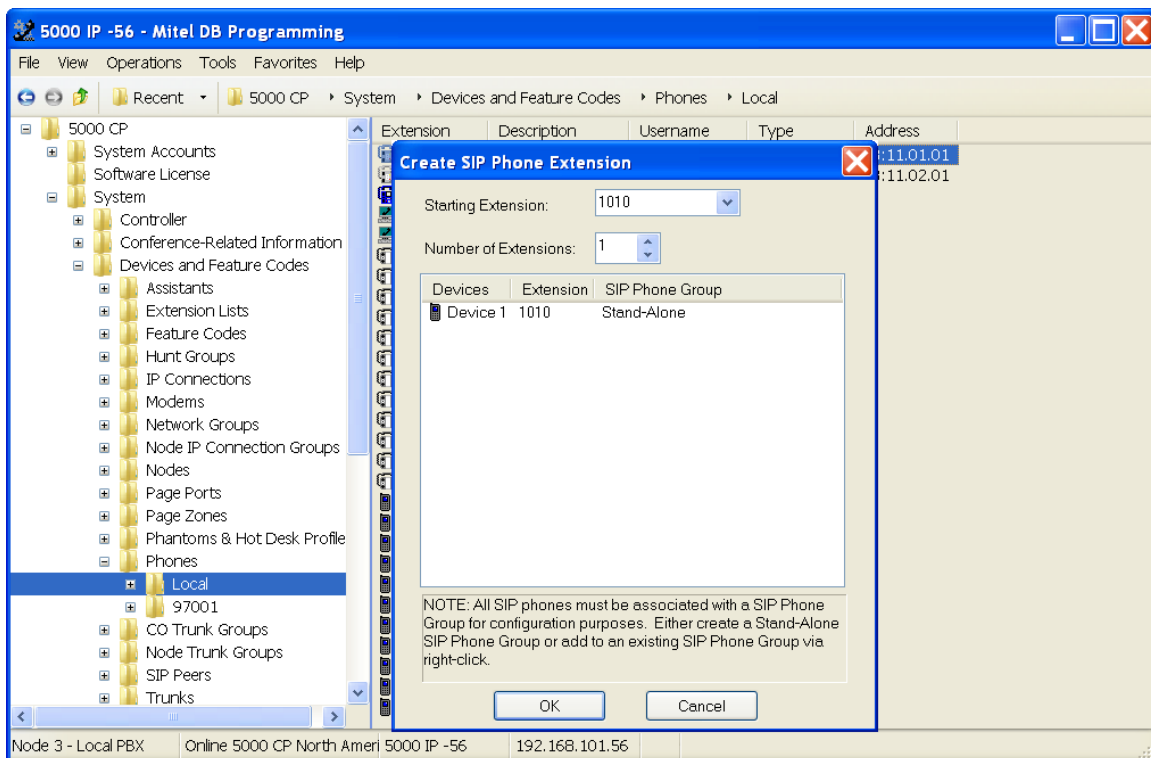 5000 IP -56 - Mitel DB Programming
File View Operations Tools Favorites Help
Recent 5000 CP System Devices and Feature Codes Phones Local
5000 CP
System Accounts
Software License
System
Controller
Conference-Related Information
Devices and Feature Codes
Assistants
Extension Lists
Feature Codes
Hunt Groups
IP Connections
Modems
Network Groups
Node IP Connection Groups
Nodes
Page Ports
Page Zones
Phantoms & Hot Desk Profile
Phones
Local
97001
CO Trunk Groups
Node Trunk Groups
SIP Peers
Trunks
Extension Description Username Type Address
:11.01.01
:11.02.01
Create SIP Phone Extension
Starting Extension: 1010
Number of Extensions: 1
Devices Extension SIP Phone Group
Device 1 1010 Stand-Alone
NOTE: All SIP phones must be associated with a SIP Phone
Group for configuration purposes. Either create a Stand-Alone
SIP Phone Group or add to an existing SIP Phone Group via
right-click.
OK Cancel
Node 3 - Local PBX Online 5000 CP North Ameri 5000 IP -56 192.168.101.56